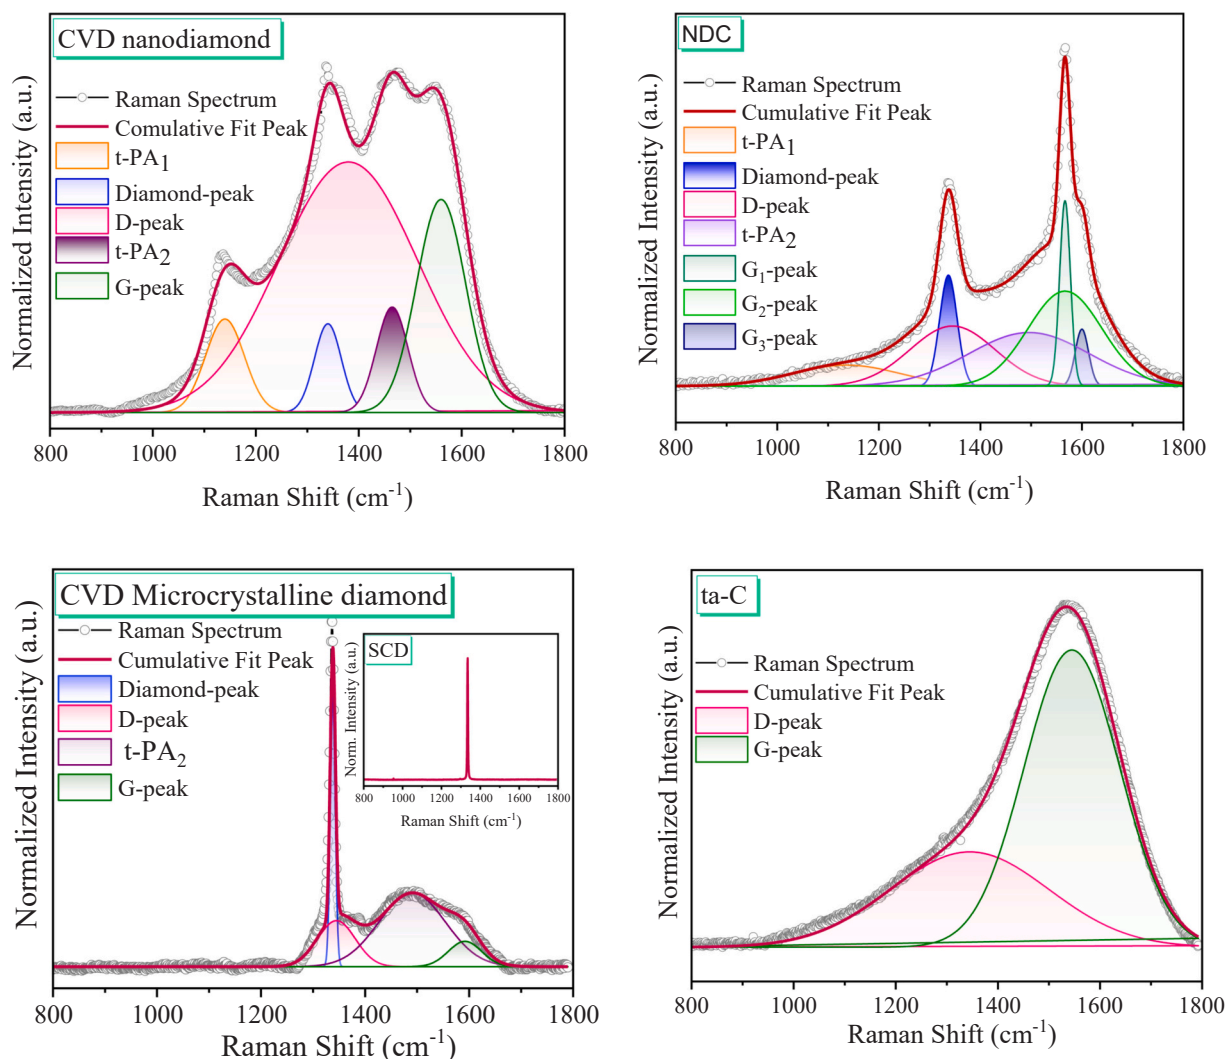 CVD nanodiamond
Raman Spectrum
Comulative Fit Peak
t-PA1
Diamond-peak
D-peak
t-PA2
G-peak
Normalized Intensity (a.u.)
800 1000 1200 1400 1600 1800
Raman Shift (cm-1)
NDC
Raman Spectrum
Cumulative Fit Peak
t-PA1
Diamond-peak
D-peak
t-PA2
G1-peak
G2-peak
G3-peak
Normalized Intensity (a.u.)
800 1000 1200 1400 1600 1800
Raman Shift (cm-1)
CVD Microcrystalline diamond
Raman Spectrum
Cumulative Fit Peak
Diamond-peak
D-peak
t-PA2
G-peak
Normalized Intensity (a.u.)
800 1000 1200 1400 1600 1800
Raman Shift (cm-1)
SCD
Norm. Intensity (a.u.)
800 1000 1200 1400 1600 1800
Raman Shift (cm-1)
ta-C
Raman Spectrum
Cumulative Fit Peak
D-peak
G-peak
Normalized Intensity (a.u.)
800 1000 1200 1400 1600 1800
Raman Shift (cm-1)